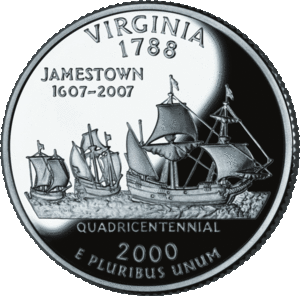 VIRGINIA
1788
JAMESTOWN
1607-2007
QUADRICENTENNIAL
2000
E PLURIBUS UNUM